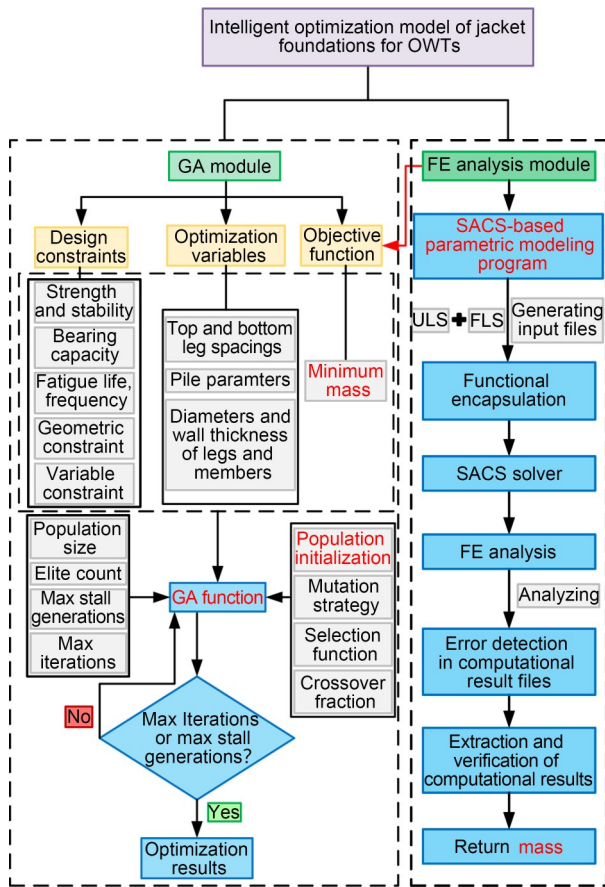 Intelligent optimization model of jacket
foundations for OWTs
GA module
Design
constraints
Optimization
variables
Objective
function
Strength
and stability
Bearing
capacity
Fatigue life,
frequency
Geometric
constraint
Variable
constraint
Top and bottom
leg spacings
Pile paramters
Diameters and
wall thickness
of legs and
members
Minimum
mass
Population
size
Elite count
Max stall
generations
Max
iterations
GA function
Population
initialization
Mutation
strategy
Selection
function
Crossover
fraction
No
Max Iterations
or max stall
generations?
Yes
Optimization
results
FE analysis module
SACS-based
parametric modeling
program
ULS + FLS
Generating
input files
Functional
encapsulation
SACS solver
FE analysis
Analyzing
Error detection
in computational
result files
Extraction and
verification of
computational results
Return mass